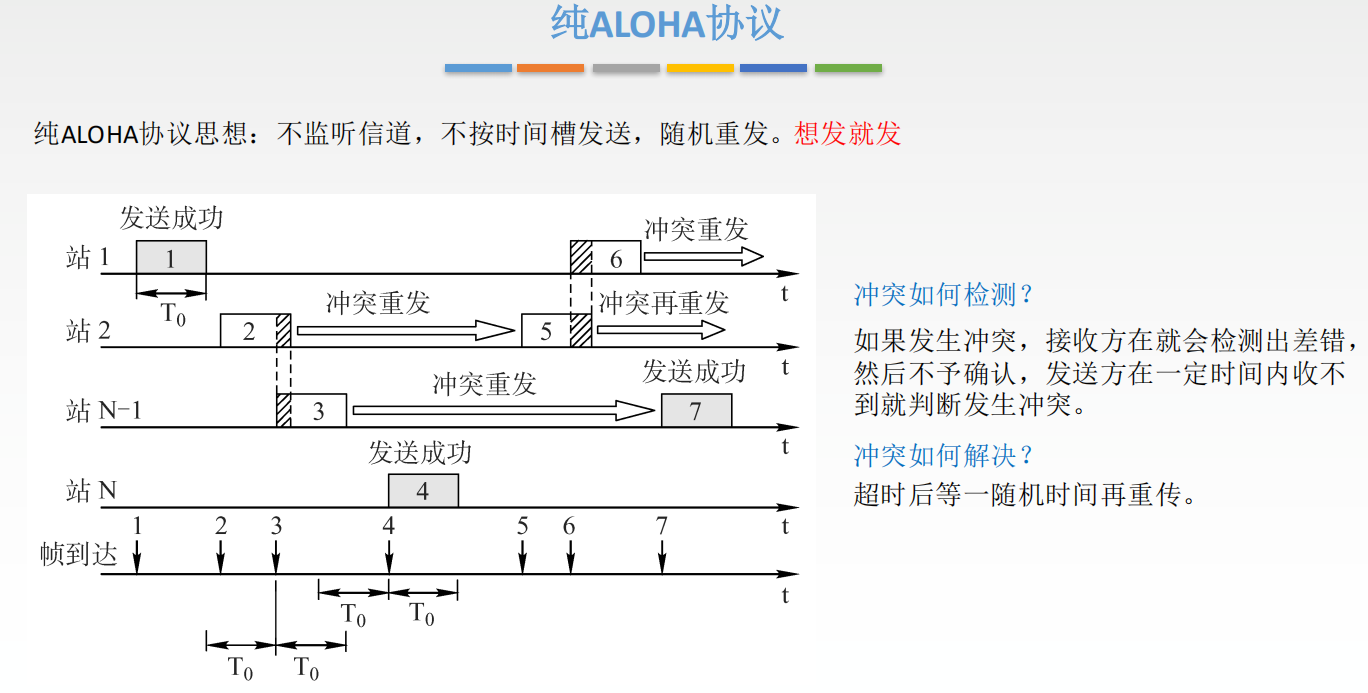 纯ALOHA协议
纯ALOHA协议思想：不监听信道，不按时间槽发送，随机重发。想发就发
发送成功
站 1
1
6
冲突重发
t
T0
站 2
2
冲突重发
5
冲突再重发
t
站 N-1
3
冲突重发
发送成功
7
t
站 N
发送成功
4
t
1 2 3 4 5 6 7
帧到达
t
T0 T0
T0 T0
冲突如何检测？
如果发生冲突，接收方在就会检测出差错，
然后不予确认，发送方在一定时间内收不
到就判断发生冲突。
冲突如何解决？
超时后等一随机时间再重传。